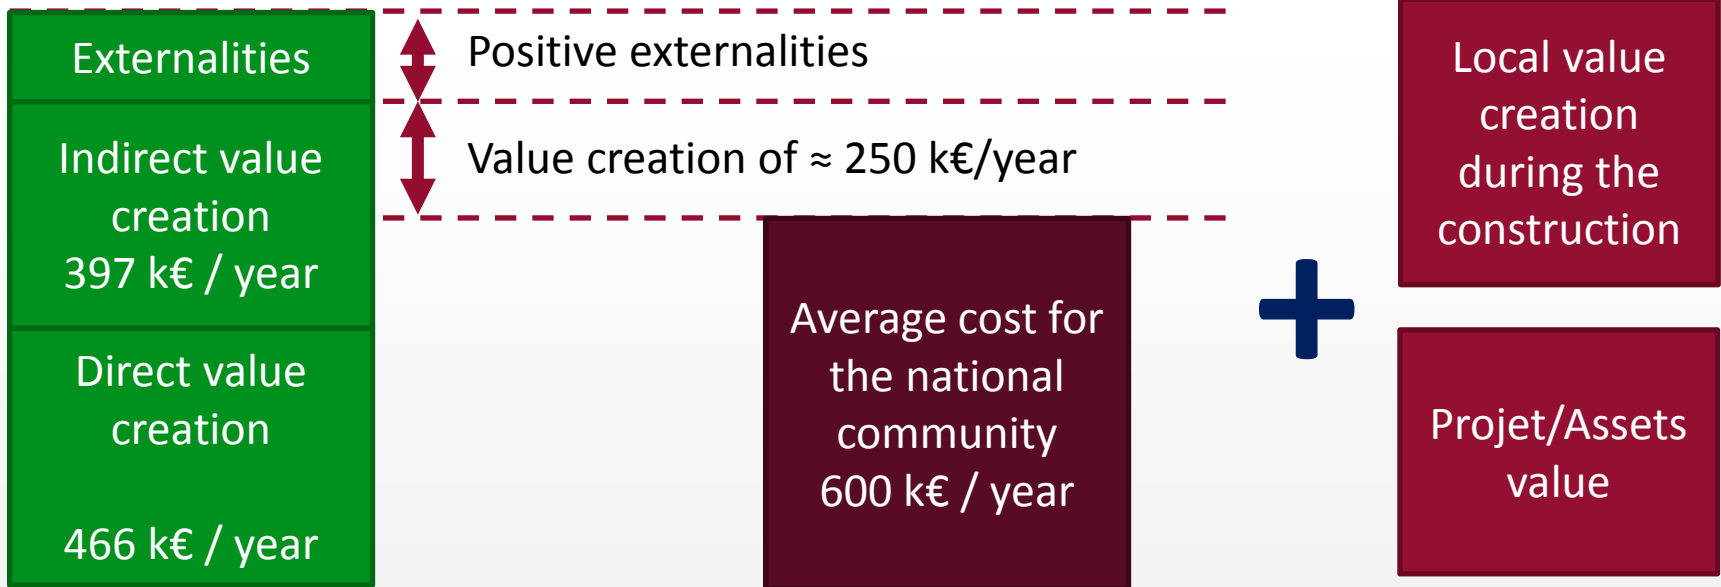 Externalities
Indirect value
creation
397 k€ / year
Direct value
creation
466 k€ / year
Positive externalities
Value creation of ≈ 250 k€/year
Average cost for
the national
community
600 k€ / year
+
Local value
creation
during the
construction
Projet/Assets
value